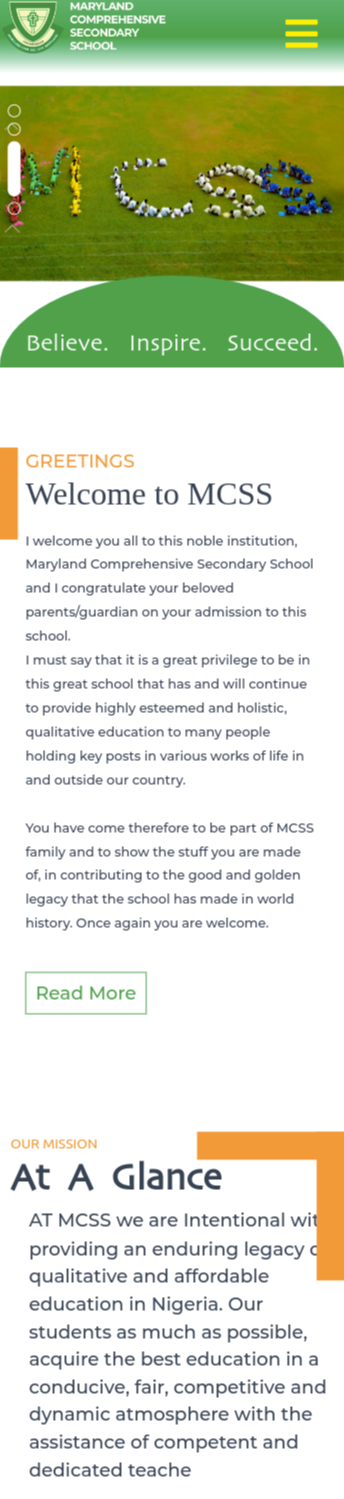 MARYLAND
COMPREHENSIVE
SECONDARY
SCHOOL
MCSS
Believe. Inspire. Succeed.
GREETINGS
Welcome to MCSS
I welcome you all to this noble institution,
Maryland Comprehensive Secondary School
and I congratulate your beloved
parents/guardian on your admission to this
school.
I must say that it is a great privilege to be in
this great school that has and will continue
to provide highly esteemed and holistic,
qualitative education to many people
holding key posts in various works of life in
and outside our country.
You have come therefore to be part of MCSS
family and to show the stuff you are made
of, in contributing to the good and golden
legacy that the school has made in world
history. Once again you are welcome.
Read More
OUR MISSION
At A Glance
AT MCSS we are Intentional wit
providing an enduring legacy
qualitative and affordable
education in Nigeria. Our
students as much as possible,
acquire the best education in a
conducive, fair, competitive and
dynamic atmosphere with the
assistance of competent and
dedicated teache